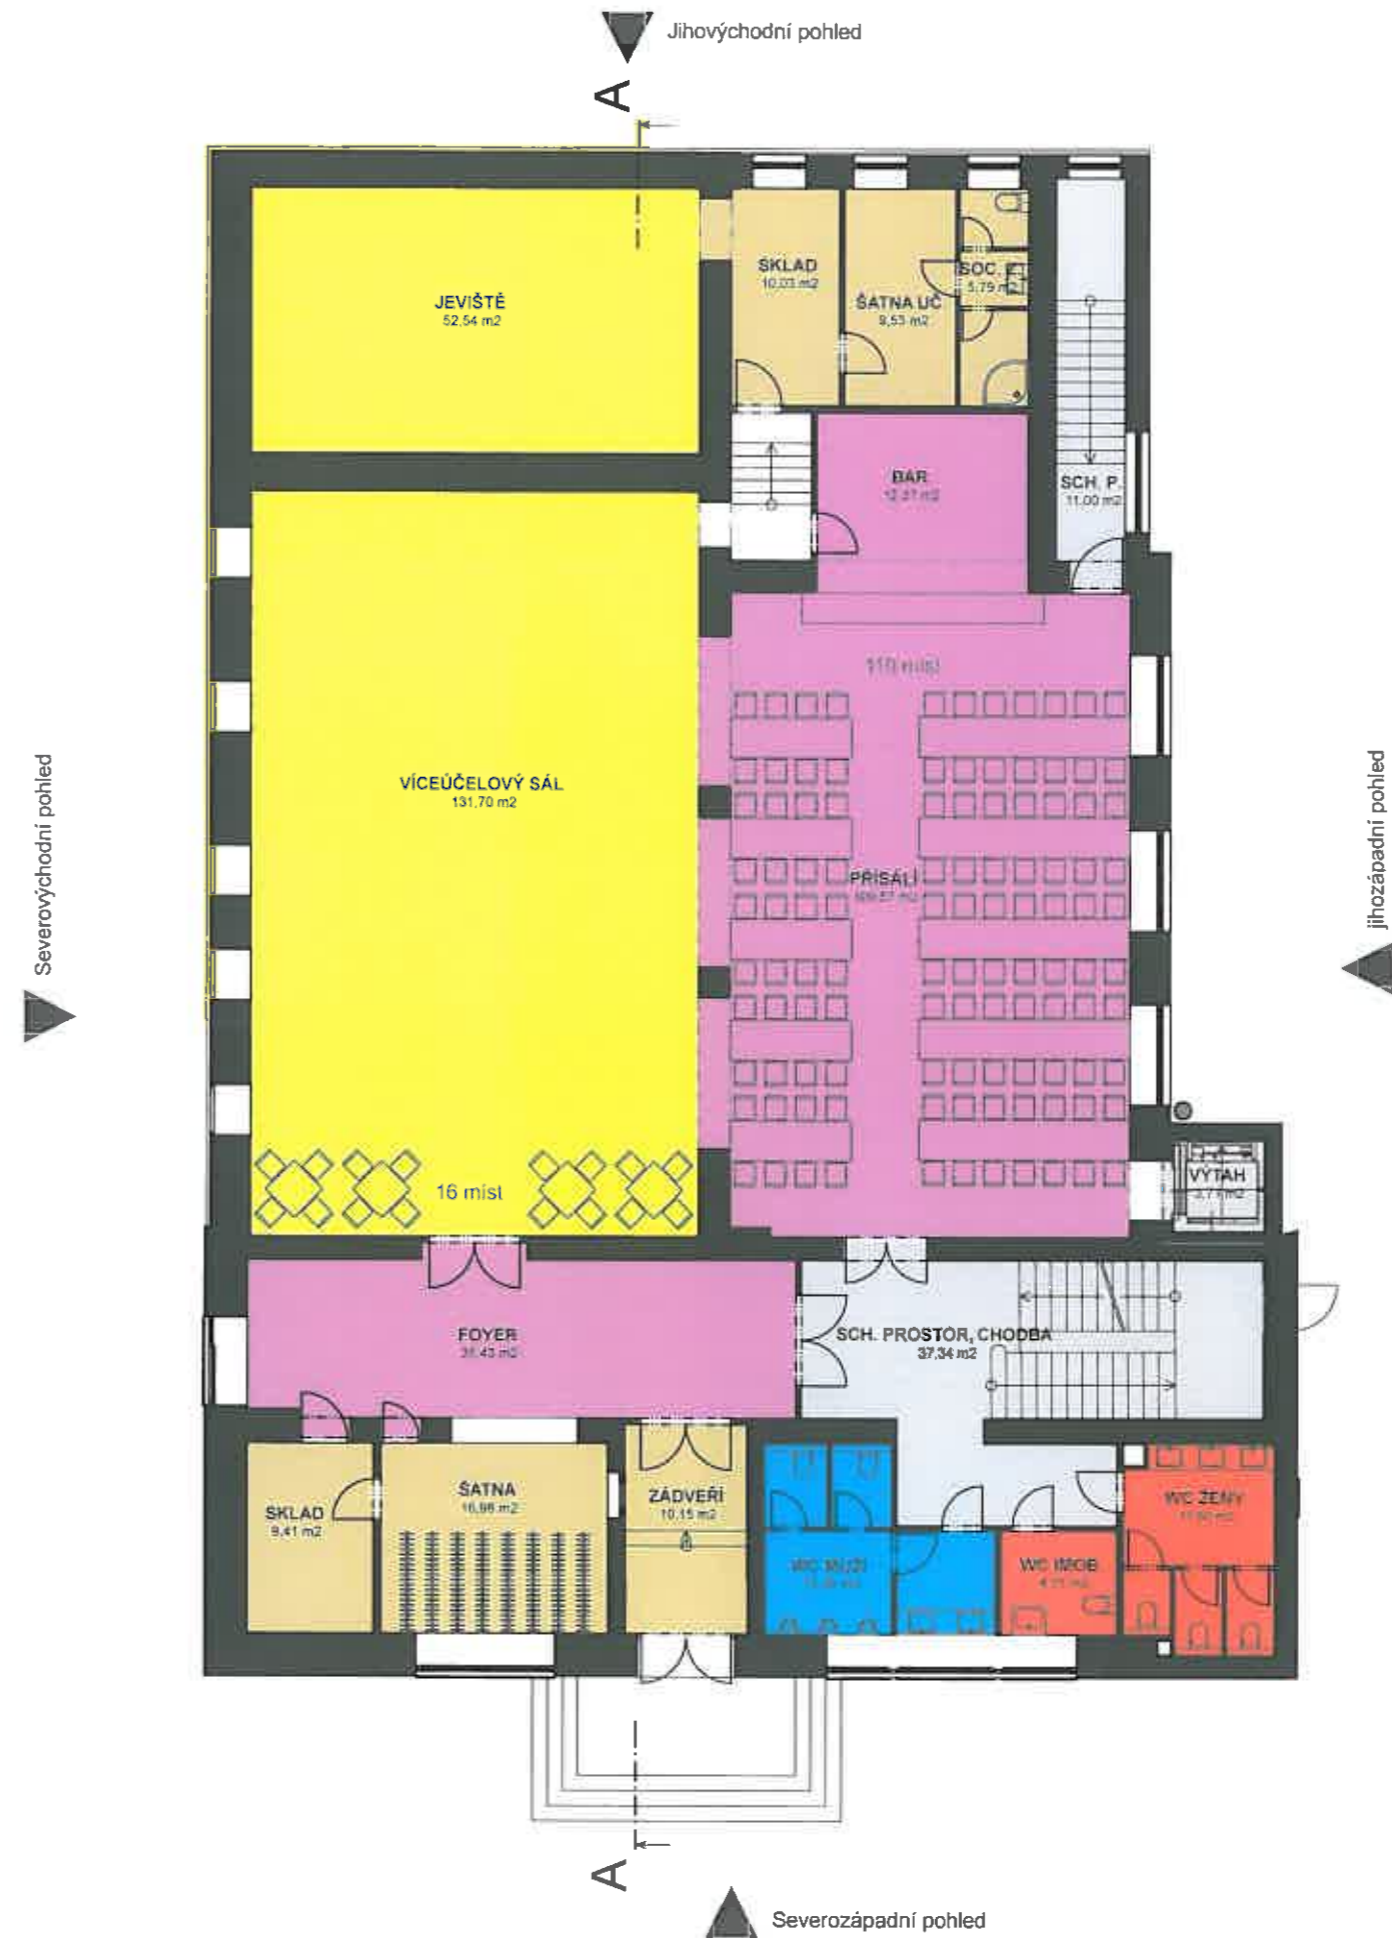 Jihovýchodní pohled
A
JEVIŠTĚ
52,54 m2
SKLAD
10,03 m2
ŠATNA UČ
9,53 m2
SOC.
5,79 m2
BAR
SCH. P.
11,00 m2
110 míst
VÍCEÚČELOVÝ SÁL
131,70 m2
PŘÍSÁLÍ
Severovýchodní pohled
jihozápadní pohled
16 míst
VÝTAH
FOYER
SCH. PROSTOR, CHODBA
37,34 m2
SKLAD
9,41 m2
ŠATNA
16,98 m2
ZÁDVEŘÍ
10,15 m2
WC MUŽI
WC IMOB
WC ŽENY
A
Severozápadní pohled